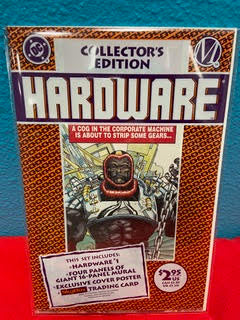 DC
COLLECTOR'S
EDITION
HARDWARE
A COG IN THE CORPORATE MACHINE
IS ABOUT TO STRIP SOME GEARS...
THIS SET INCLUDES:
•HARDWARE #1
•FOUR PANELS OF
GIANT 16-PANEL MURAL
•EXCLUSIVE COVER POSTER
TRADING CARD
$2.95
US